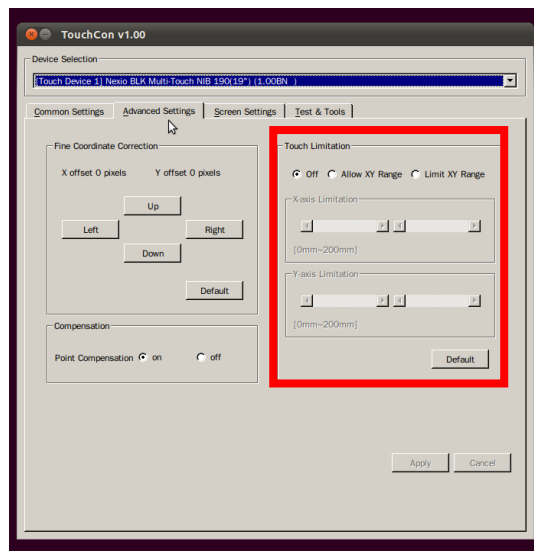 TouchCon v1.00
Device Selection
[Touch Device 1] Nexio BLK Multi-Touch NIB 190(19") (1.00BN )
Common Settings Advanced Settings Screen Settings Test & Tools
Fine Coordinate Correction
X offset 0 pixels Y offset 0 pixels
Up
Left Right
Down
Default
Compensation
Point Compensation on off
Touch Limitation
Off Allow XY Range Limit XY Range
X-axis Limitation
[0mm~200mm]
Y-axis Limitation
[0mm~200mm]
Default
Apply Cancel